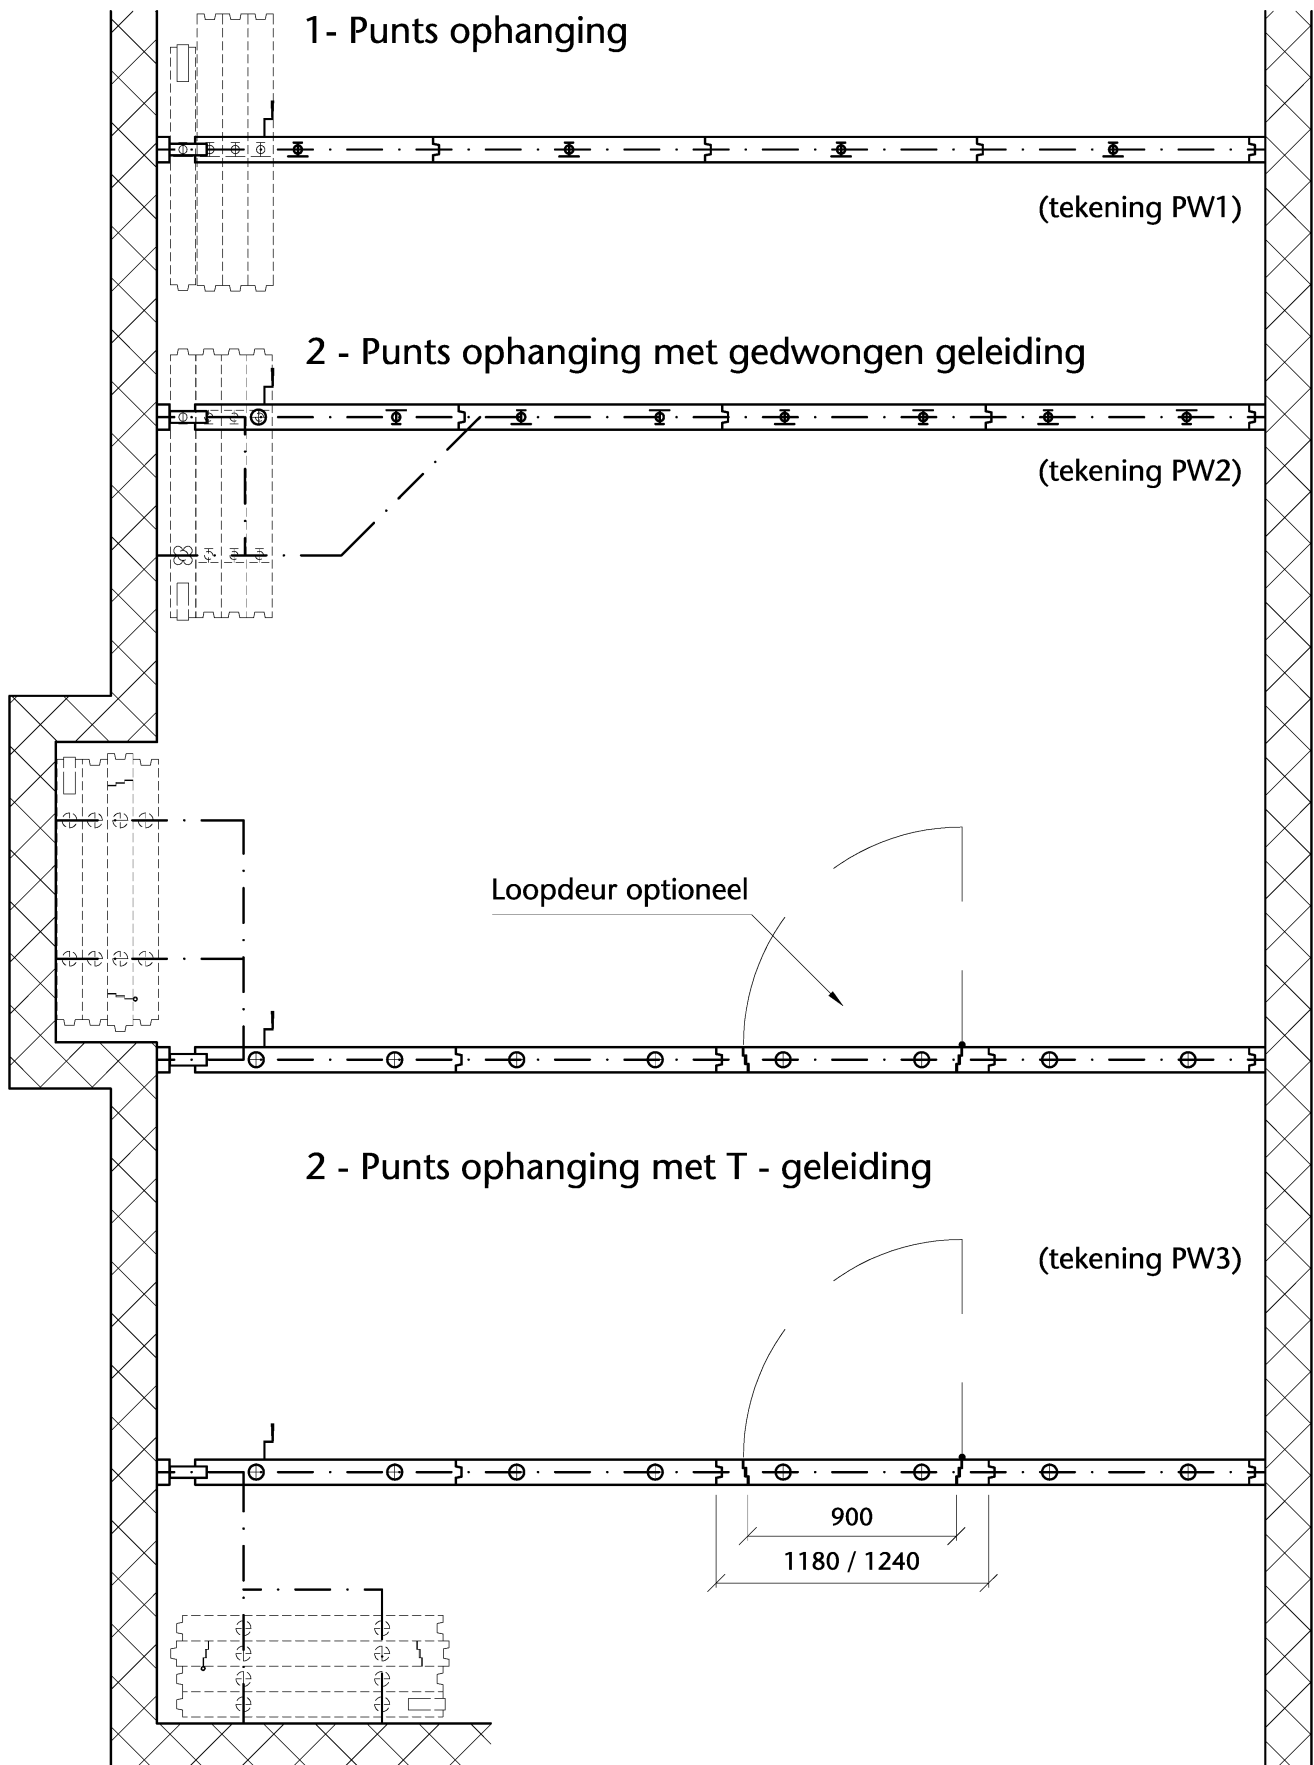 1- Punts ophanging
(tekening PW1)
2 - Punts ophanging met gedwongen geleiding
(tekening PW2)
Loopdeur optioneel
2 - Punts ophanging met T - geleiding
(tekening PW3)
900
1180 / 1240